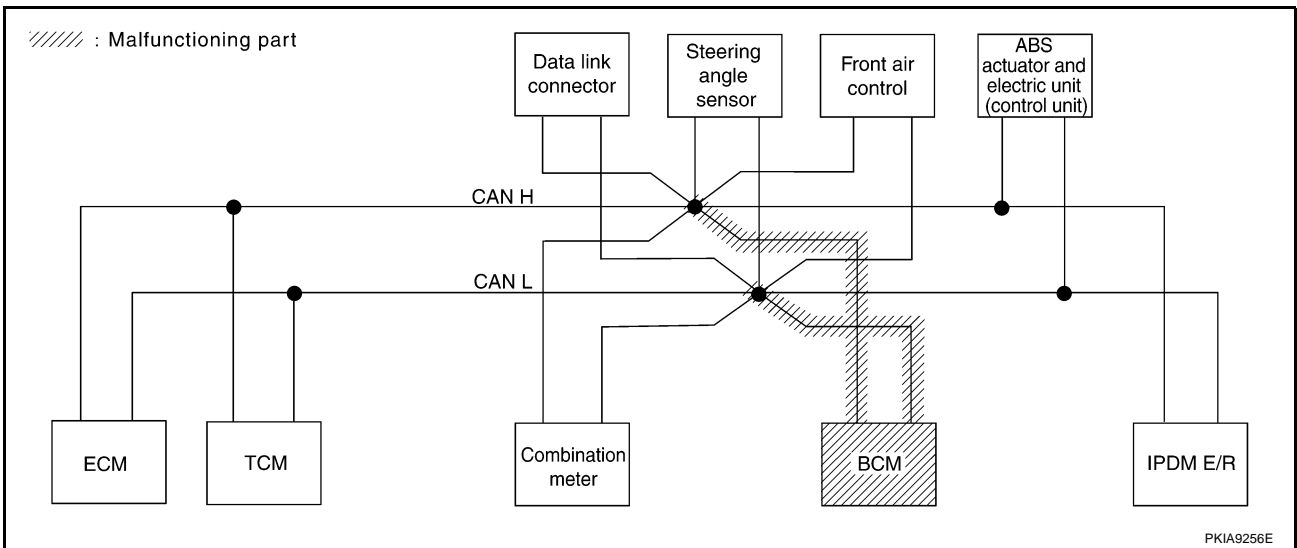 : Malfunctioning part
Data link
connector
Steering
angle
sensor
Front air
control
ABS
actuator and
electric unit
(control unit)
CAN H
CAN L
ECM
TCM
Combination
meter
BCM
IPDM E/R
PKIA9256E